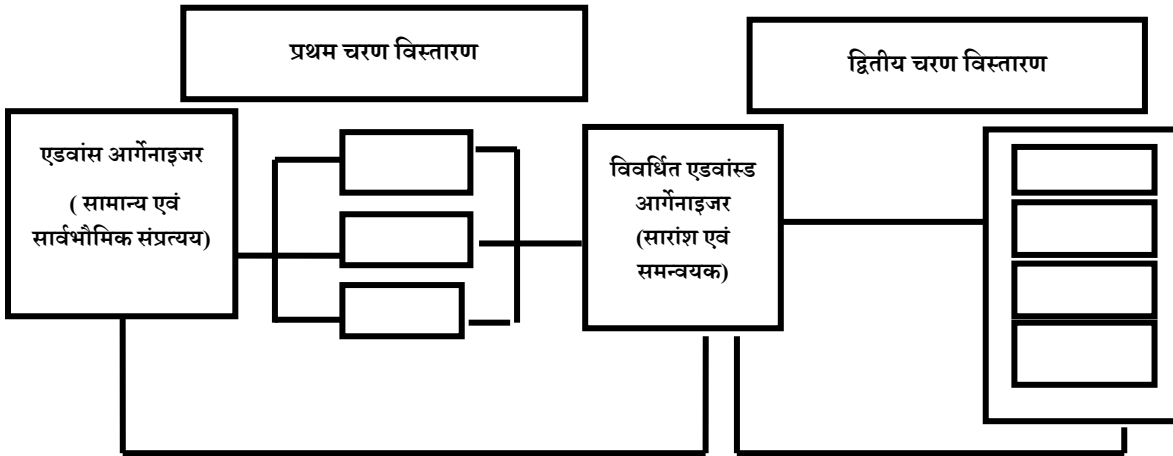 प्रथम चरण विस्तारण
द्वितीय चरण विस्तारण
एडवांस आर्गेनाइजर
( सामान्य एवं
सार्वभौमिक संप्रत्यय)
विवर्धित एडवांस्ड
आर्गेनाइजर
(सारांश एवं
समन्वयक)